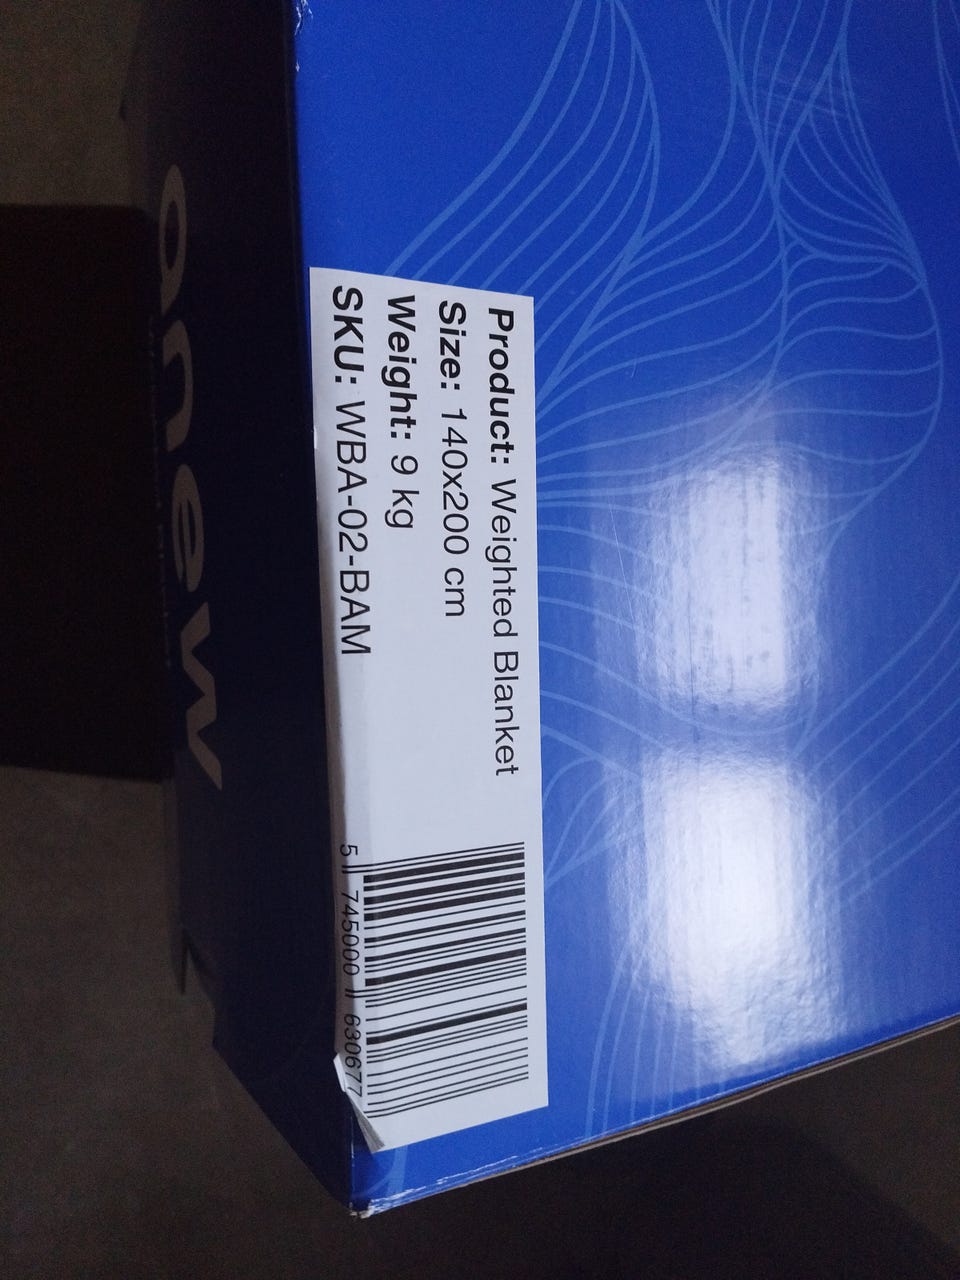 Product: Weighted Blanket
Size: 140x200 cm
Weight: 9 kg
SKU: WBA-02-BAM
5 745000 630677
anew